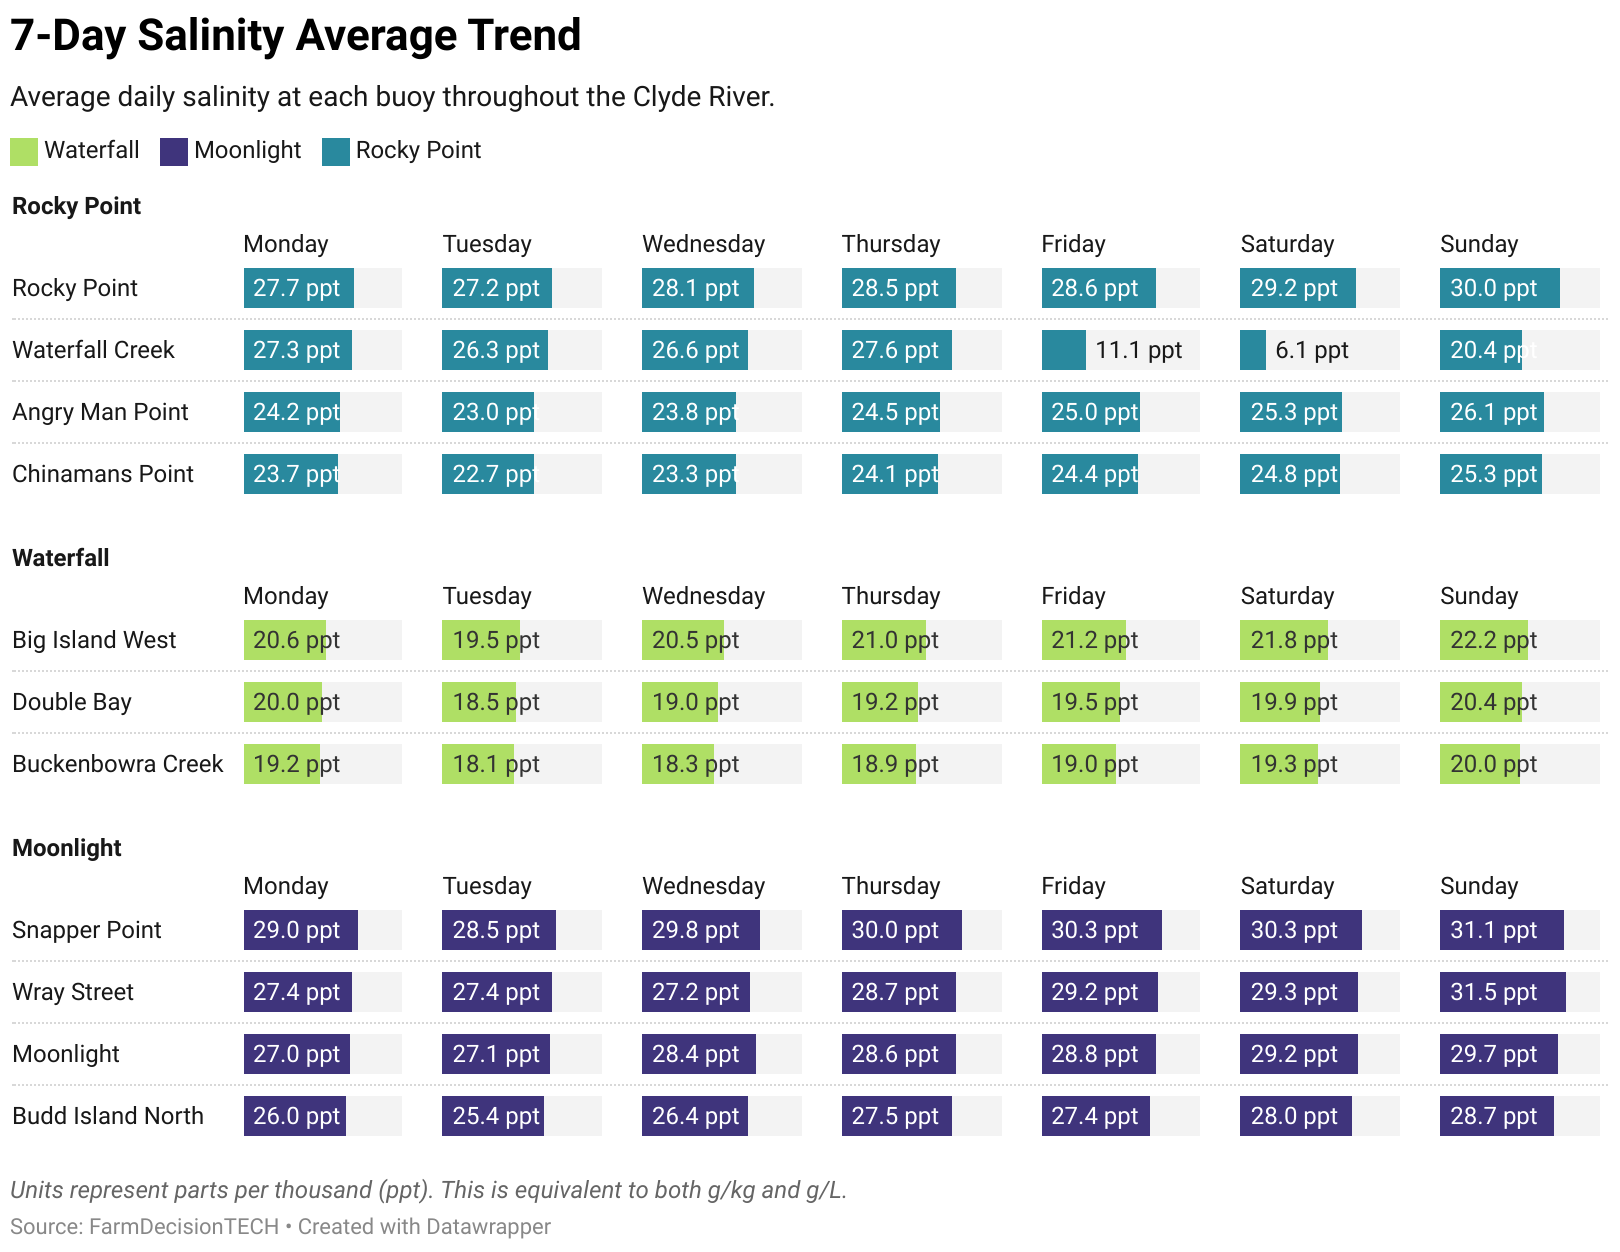 7-Day Salinity Average Trend
Average daily salinity at each buoy throughout the Clyde River.
Waterfall Moonlight Rocky Point
Rocky Point
Monday Tuesday Wednesday Thursday Friday Saturday Sunday
Rocky Point 27.7 ppt 27.2 ppt 28.1 ppt 28.5 ppt 28.6 ppt 29.2 ppt 30.0 ppt
Waterfall Creek 27.3 ppt 26.3 ppt 26.6 ppt 27.6 ppt 11.1 ppt 6.1 ppt 20.4 ppt
Angry Man Point 24.2 ppt 23.0 ppt 23.8 ppt 24.5 ppt 25.0 ppt 25.3 ppt 26.1 ppt
Chinamans Point 23.7 ppt 22.7 ppt 23.3 ppt 24.1 ppt 24.4 ppt 24.8 ppt 25.3 ppt
Waterfall
Monday Tuesday Wednesday Thursday Friday Saturday Sunday
Big Island West 20.6 ppt 19.5 ppt 20.5 ppt 21.0 ppt 21.2 ppt 21.8 ppt 22.2 ppt
Double Bay 20.0 ppt 18.5 ppt 19.0 ppt 19.2 ppt 19.5 ppt 19.9 ppt 20.4 ppt
Buckenbowra Creek 19.2 ppt 18.1 ppt 18.3 ppt 18.9 ppt 19.0 ppt 19.3 ppt 20.0 ppt
Moonlight
Monday Tuesday Wednesday Thursday Friday Saturday Sunday
Snapper Point 29.0 ppt 28.5 ppt 29.8 ppt 30.0 ppt 30.3 ppt 30.3 ppt 31.1 ppt
Wray Street 27.4 ppt 27.4 ppt 27.2 ppt 28.7 ppt 29.2 ppt 29.3 ppt 31.5 ppt
Moonlight 27.0 ppt 27.1 ppt 28.4 ppt 28.6 ppt 28.8 ppt 29.2 ppt 29.7 ppt
Budd Island North 26.0 ppt 25.4 ppt 26.4 ppt 27.5 ppt 27.4 ppt 28.0 ppt 28.7 ppt
Units represent parts per thousand (ppt). This is equivalent to both g/kg and g/L.
Source: FarmDecisionTECH • Created with Datawrapper